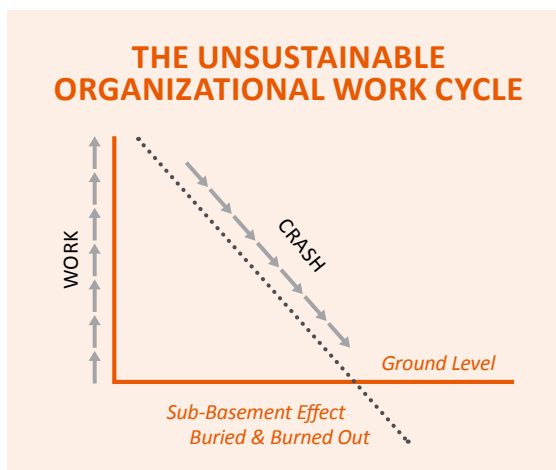 THE UNSUSTAINABLE
ORGANIZATIONAL WORK CYCLE
WORK
CRASH
Ground Level
Sub-Basement Effect
Buried & Burned Out